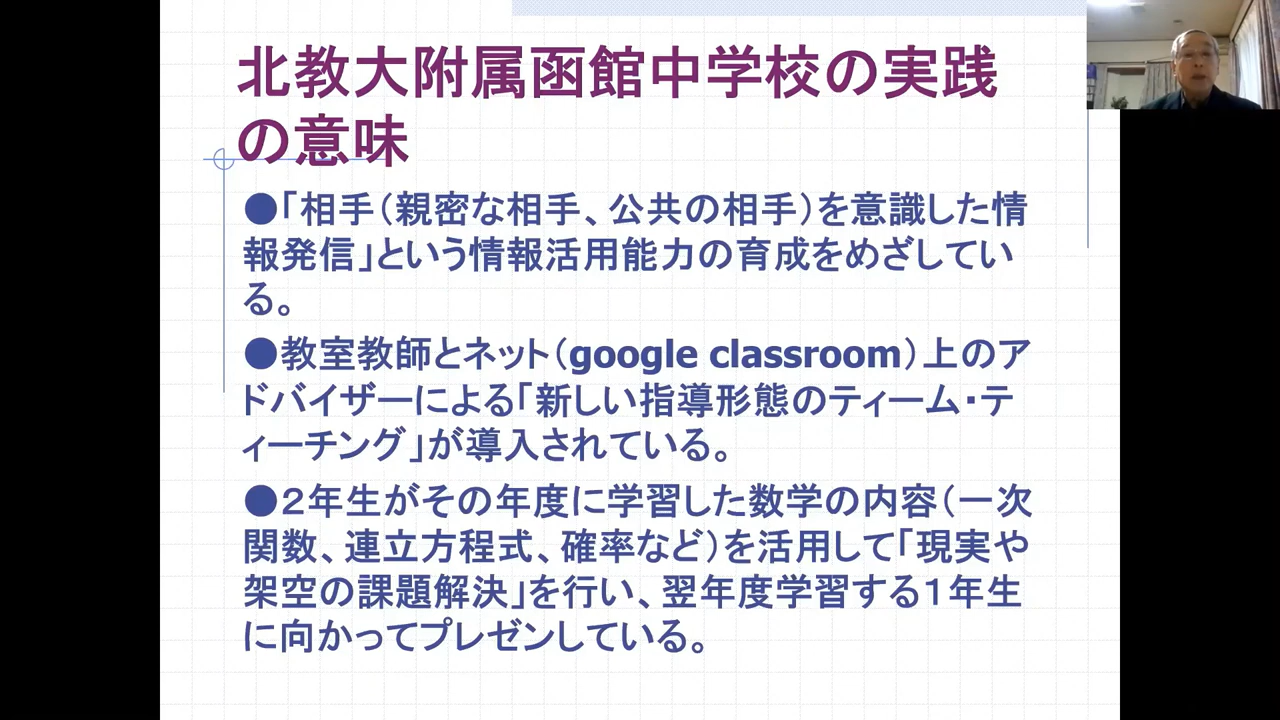 北教大附属函館中学校の実践
の意味
●「相手（親密な相手、公共の相手）を意識した情
報発信」という情報活用能力の育成をめざしてい
る。
●教室教師とネット（google classroom）上のア
ドバイザーによる「新しい指導形態のティーム・テ
ィーチング」が導入されている。
●２年生がその年度に学習した数学の内容（一次
関数、連立方程式、確率など）を活用して「現実や
架空の課題解決」を行い、翌年度学習する１年生
に向かってプレゼンしている。